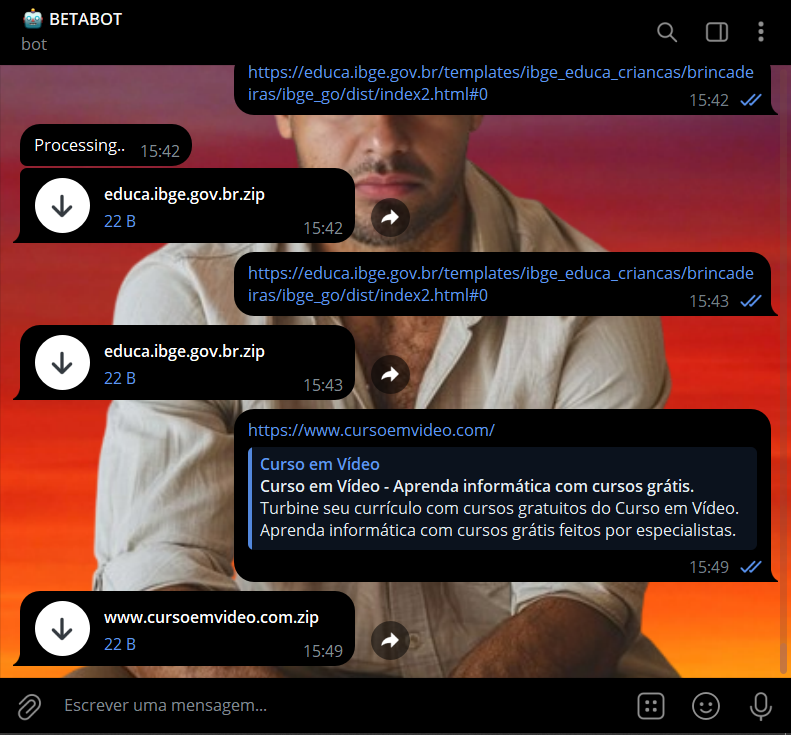 BETABOT
bot
https://educa.ibge.gov.br/templates/ibge_educa_criancas/brincade
iras/ibge_go/dist/index2.html#0
15:42
Processing..
15:42
educa.ibge.gov.br.zip
22 B
15:42
https://educa.ibge.gov.br/templates/ibge_educa_criancas/brincade
iras/ibge_go/dist/index2.html#0
15:43
educa.ibge.gov.br.zip
22 B
15:43
https://www.cursoemvideo.com/
Curso em Vídeo
Curso em Vídeo - Aprenda informática com cursos grátis.
Turbine seu currículo com cursos gratuitos do Curso em Vídeo.
Aprenda informática com cursos grátis feitos por especialistas.
15:49
www.cursoemvideo.com.zip
22 B
15:49
Escrever uma mensagem...